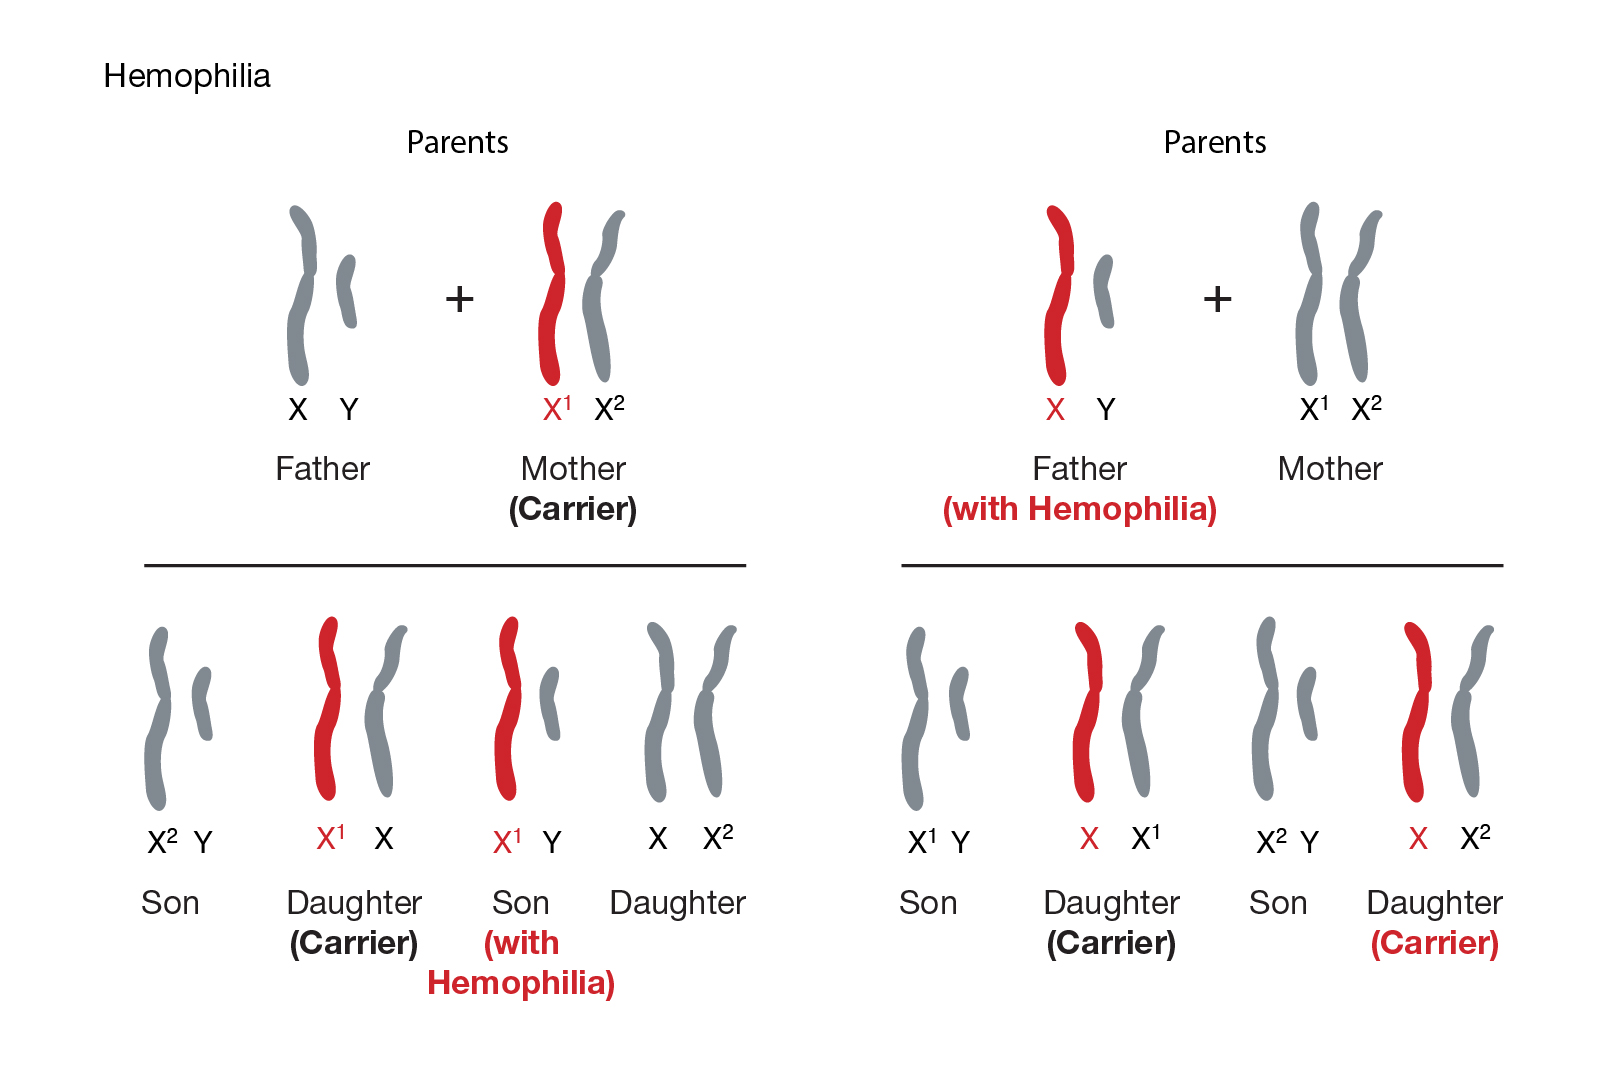 Hemophilia
Parents
Parents
X Y
X¹ X²
X Y
X¹ X²
Father
Mother
(Carrier)
Father
(with Hemophilia)
Mother
+
+
X² Y
X¹ X
X¹ Y
X X²
X¹ Y
X X¹
X² Y
X X²
Son
Daughter
(Carrier)
Son
(with
Hemophilia)
Daughter
Son
Daughter
(Carrier)
Son
Daughter
(Carrier)